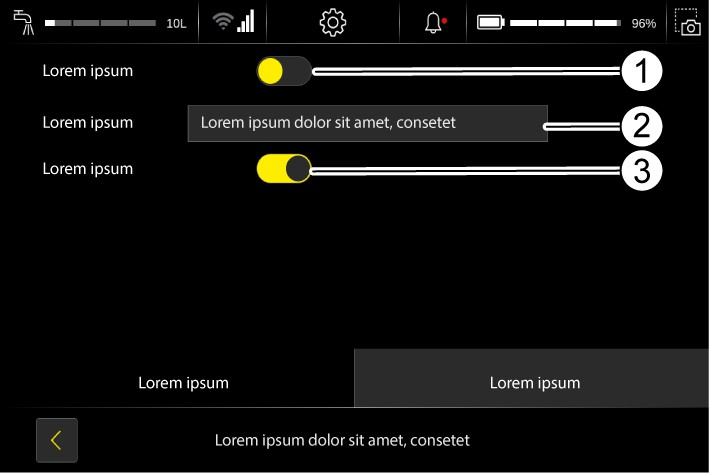 10L 96%
Lorem ipsum 1
Lorem ipsum Lorem ipsum dolor sit amet, consetet 2
Lorem ipsum 3
Lorem ipsum Lorem ipsum
Lorem ipsum dolor sit amet, consetet